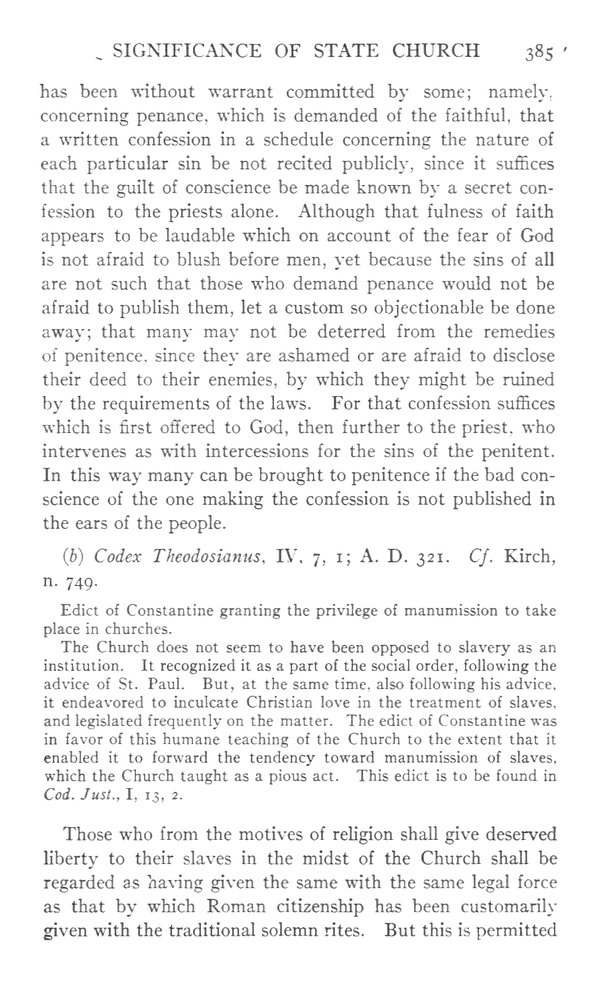 SIGNIFICANCE OF STATE CHURCH 385
has been without warrant committed by some; namely,
concerning penance, which is demanded of the faithful, that
a written confession in a schedule concerning the nature of
each particular sin be not recited publicly, since it suffices
that the guilt of conscience be made known by a secret con-
fession to the priests alone. Although that fulness of faith
appears to be laudable which on account of the fear of God
is not afraid to blush before men, yet because the sins of all
are not such that those who demand penance would not be
afraid to publish them, let a custom so objectionable be done
away; that many may not be deterred from the remedies
of penitence, since they are ashamed or are afraid to disclose
their deed to their enemies, by which they might be ruined
by the requirements of the laws. For that confession suffices
which is first offered to God, then further to the priest, who
intervenes as with intercessions for the sins of the penitent.
In this way many can be brought to penitence if the bad con-
science of the one making the confession is not published in
the ears of the people.
(b) Codex Theodosianus, IV, 7, 1; A. D. 321. Cf. Kirch,
n. 749.
Edict of Constantine granting the privilege of manumission to take
place in churches.
The Church does not seem to have been opposed to slavery as an
institution. It recognized it as a part of the social order, following the
advice of St. Paul. But, at the same time, also following his advice,
it endeavored to inculcate Christian love in the treatment of slaves,
and legislated frequently on the matter. The edict of Constantine was
in favor of this humane teaching of the Church to the extent that it
enabled it to forward the tendency toward manumission of slaves,
which the Church taught as a pious act. This edict is to be found in
Cod. Just., I, 13, 2.
Those who from the motives of religion shall give deserved
liberty to their slaves in the midst of the Church shall be
regarded as having given the same with the same legal force
as that by which Roman citizenship has been customarily
given with the traditional solemn rites. But this is permitted